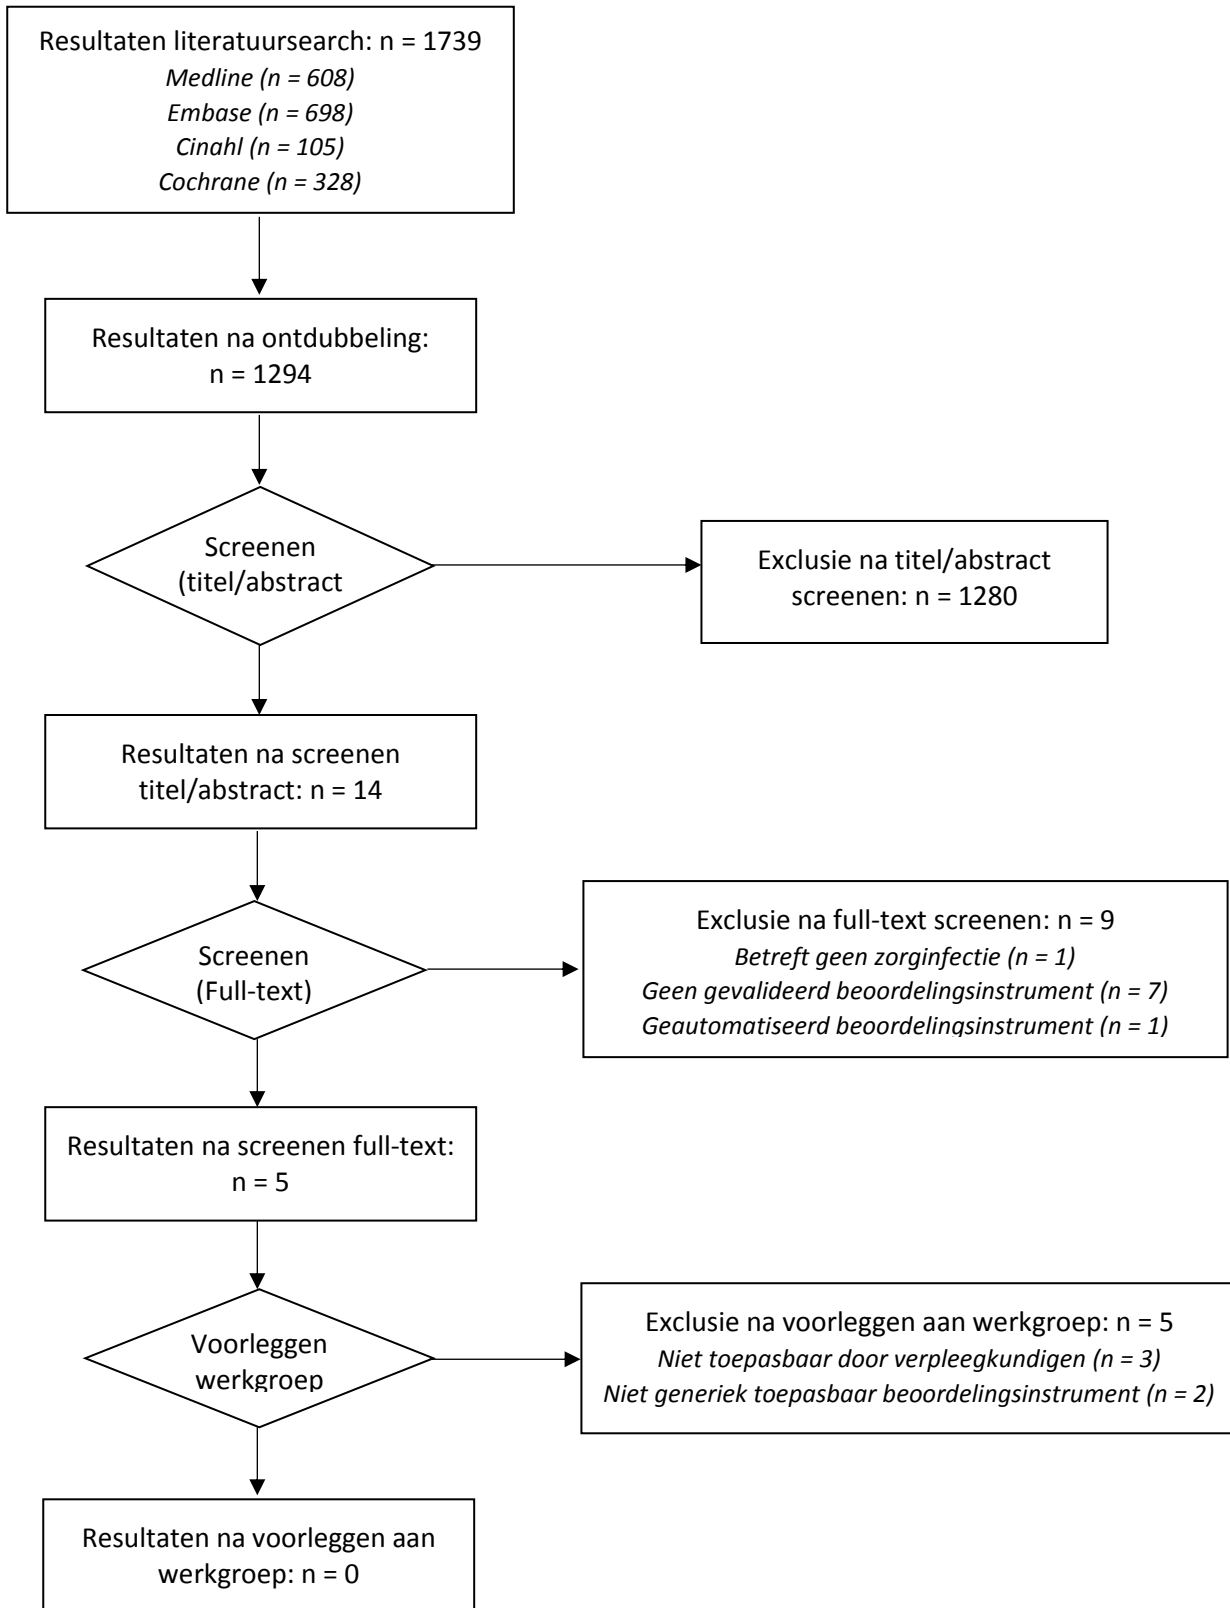 Resultaten literatuursearch: n = 1739
Medline (n = 608)
Embase (n = 698)
Cinahl (n = 105)
Cochrane (n = 328)
Resultaten na ontdubbeling:
n = 1294
Screenen
(titel/abstract
Exclusie na titel/abstract
screenen: n = 1280
Resultaten na screenen
titel/abstract: n = 14
Screenen
(Full-text)
Exclusie na full-text screenen: n = 9
Betreft geen zorginfectie (n = 1)
Geen gevalideerd beoordelingsinstrument (n = 7)
Geautomatiseerd beoordelingsinstrument (n = 1)
Resultaten na screenen full-text:
n = 5
Voorleggen
werkgroep
Exclusie na voorleggen aan werkgroep: n = 5
Niet toepasbaar door verpleegkundigen (n = 3)
Niet generiek toepasbaar beoordelingsinstrument (n = 2)
Resultaten na voorleggen aan
werkgroep: n = 0